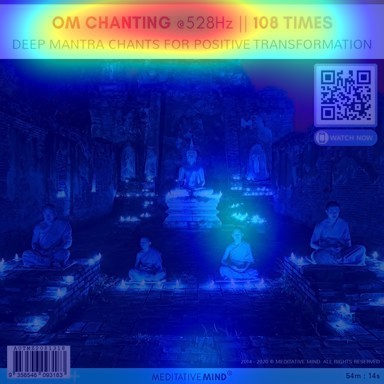 OM CHANTING @528Hz || 108 TIMES
DEEP MANTRA CHANTS FOR POSITIVE TRANSFORMATION
WATCH NOW
2014 - 2020 © MEDITATIVE MIND. ALL RIGHTS RESERVED
MEDITATIVE MIND®
54m : 14s